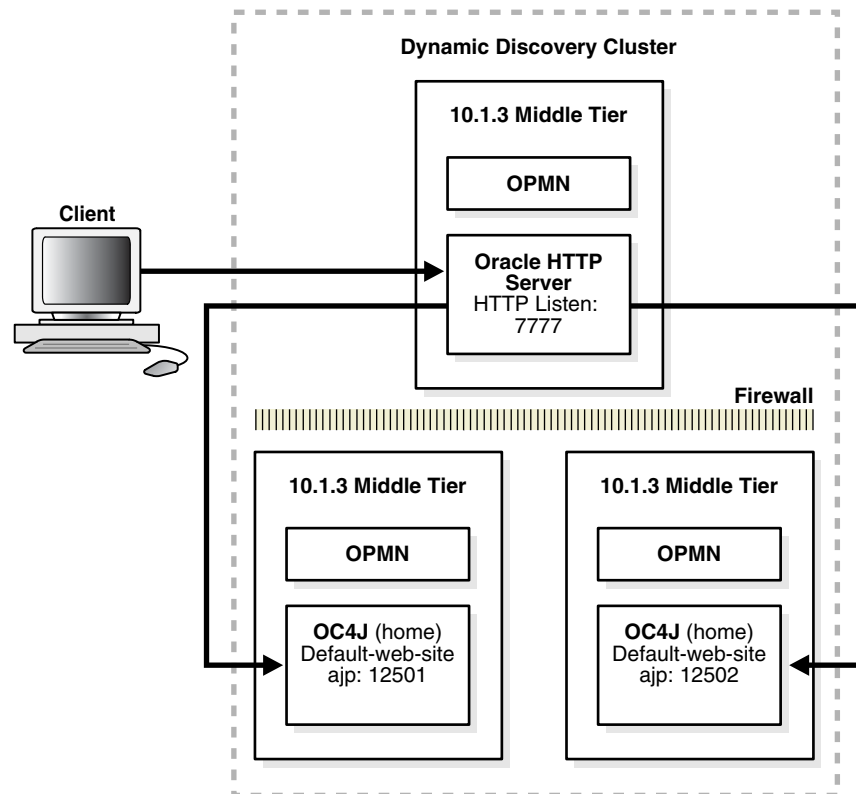 Dynamic Discovery Cluster
10.1.3 Middle Tier
OPMN
Client
Oracle HTTP
Server
HTTP Listen:
7777
Firewall
10.1.3 Middle Tier
OPMN
OC4J (home)
Default-web-site
ajp: 12501
10.1.3 Middle Tier
OPMN
OC4J (home)
Default-web-site
ajp: 12502